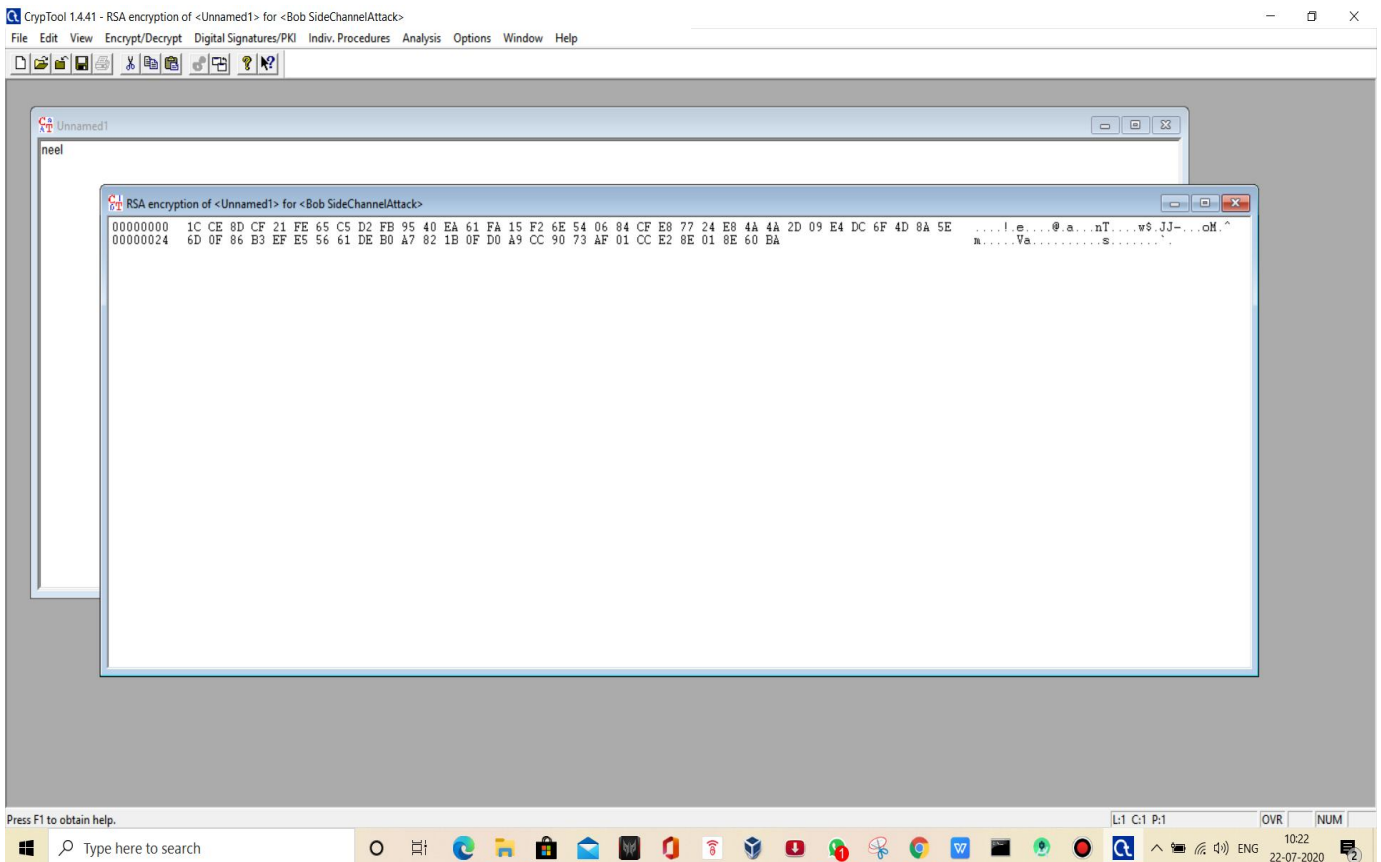 CrypTool 1.4.41 - RSA encryption of <Unnamed1> for <Bob SideChannelAttack>
File Edit View Encrypt/Decrypt Digital Signatures/PKI Indiv. Procedures Analysis Options Window Help
Unnamed1
neel
RSA encryption of <Unnamed1> for <Bob SideChannelAttack>
00000000 1C CE 8D CF 21 FE 65 C5 D2 FB 95 40 EA 61 FA 15 F2 6E 54 06 84 CF E8 77 24 E8 4A 4A 2D 09 E4 DC 6F 4D 8A 5E ....!.e....@.a...nT....w$.JJ-...oM.^
00000024 6D 0F 86 B3 EF E5 56 61 DE B0 A7 82 1B 0F D0 A9 CC 90 73 AF 01 CC E2 8E 01 8E 60 BA m.....Va..........s.......`.
Press F1 to obtain help. L:1 C:1 P:1 OVR NUM
Type here to search ENG 10:22
22-07-2020